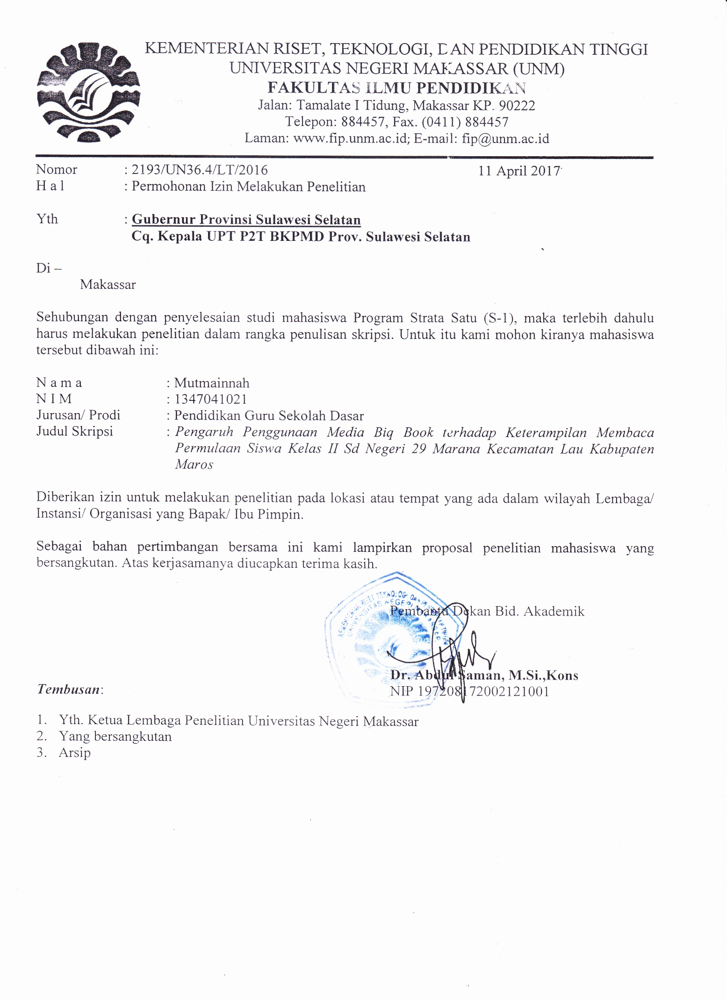 KEMENTERIAN RISET, TEKNOLOGI, DAN PENDIDIKAN TINGGI
UNIVERSITAS NEGERI MAKASSAR (UNM)
FAKULTAS ILMU PENDIDIKAN
Jalan: Tamalate I Tidung, Makassar KP. 90222
Telepon: 884457, Fax. (0411) 884457
Laman: www.fip.unm.ac.id; E-mail: fip@unm.ac.id
Nomor : 2193/UN36.4/LT/2016 11 April 2017
H a l : Permohonan Izin Melakukan Penelitian
Yth : Gubernur Provinsi Sulawesi Selatan
Cq. Kepala UPT P2T BKPMD Prov. Sulawesi Selatan
Di –
Makassar
Sehubungan dengan penyelesaian studi mahasiswa Program Strata Satu (S-1), maka terlebih dahulu
harus melakukan penelitian dalam rangka penulisan skripsi. Untuk itu kami mohon kiranya mahasiswa
tersebut dibawah ini:
N a m a : Mutmainnah
N I M : 1347041021
Jurusan/ Prodi : Pendidikan Guru Sekolah Dasar
Judul Skripsi : Pengaruh Penggunaan Media Biq Book terhadap Keterampilan Membaca
Permulaan Siswa Kelas II Sd Negeri 29 Marana Kecamatan Lau Kabupaten
Maros
Diberikan izin untuk melakukan penelitian pada lokasi atau tempat yang ada dalam wilayah Lembaga/
Instansi/ Organisasi yang Bapak/ Ibu Pimpin.
Sebagai bahan pertimbangan bersama ini kami lampirkan proposal penelitian mahasiswa yang
bersangkutan. Atas kerjasamanya diucapkan terima kasih.
KEMENTERIAN RISET TEKNOLOGI DAN PENDIDIKAN TINGGI
UNIVERSITAS NEGERI MAKASSAR
Pembantu Dekan Bid. Akademik
Dr. Abdul Saman, M.Si.,Kons
NIP 197208172002121001
Tembusan:
1. Yth. Ketua Lembaga Penelitian Universitas Negeri Makassar
2. Yang bersangkutan
3. Arsip